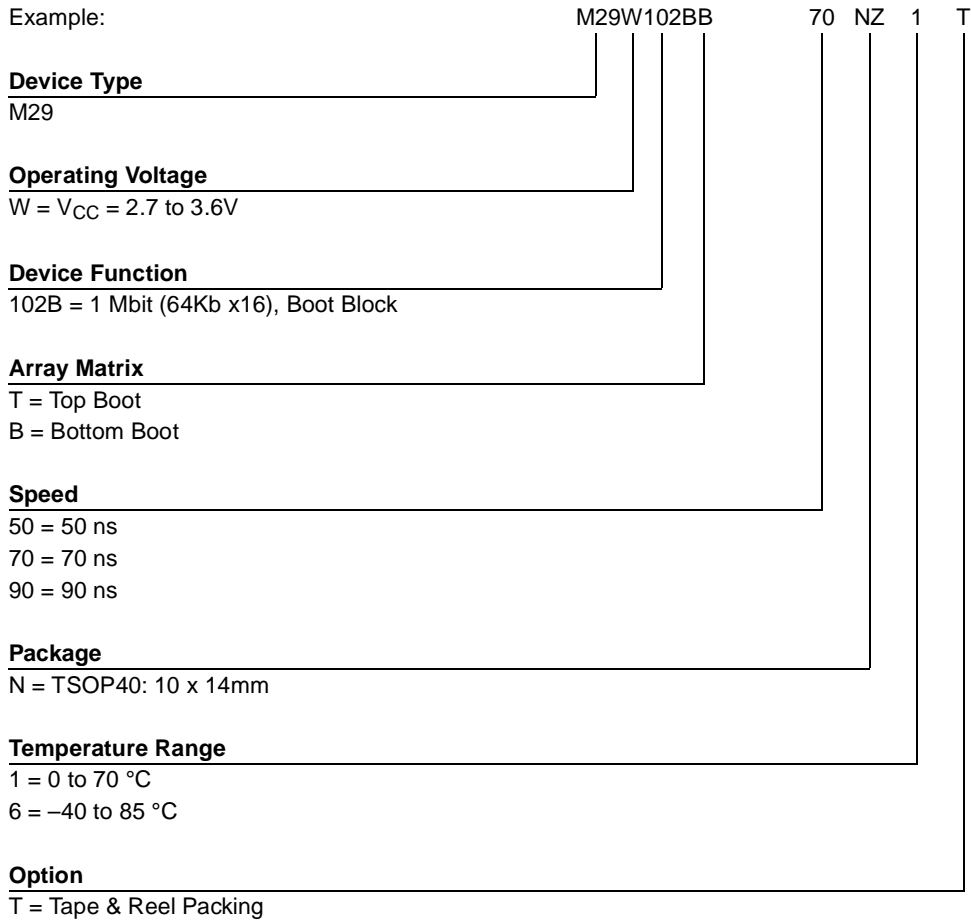 Example: M29W102BB 70 NZ 1 T
Device Type
M29
Operating Voltage
W = VCC = 2.7 to 3.6V
Device Function
102B = 1 Mbit (64Kb x16), Boot Block
Array Matrix
T = Top Boot
B = Bottom Boot
Speed
50 = 50 ns
70 = 70 ns
90 = 90 ns
Package
N = TSOP40: 10 x 14mm
Temperature Range
1 = 0 to 70 °C
6 = –40 to 85 °C
Option
T = Tape & Reel Packing